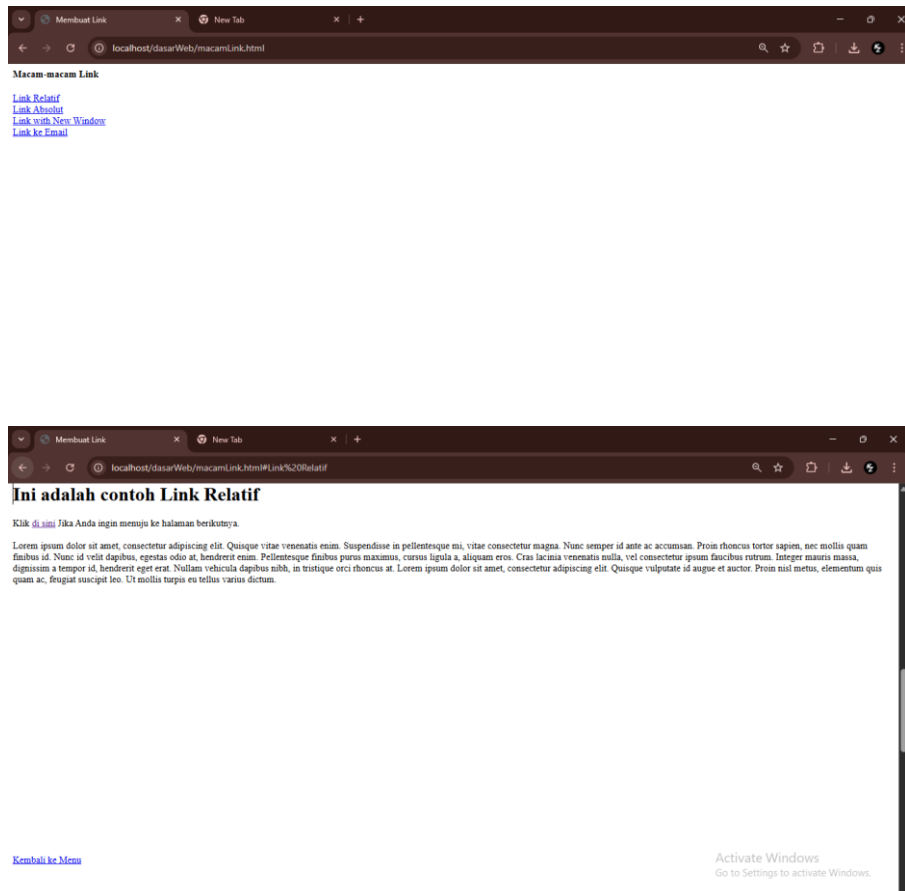 Membuat Link
New Tab
localhost/dasarWeb/macamLink.html
Macam-macam Link
Link Relatif
Link Absolut
Link with New Window
Link ke Email
Membuat Link
New Tab
localhost/dasarWeb/macamLink.html#Link%20Relatif
Ini adalah contoh Link Relatif
Klik di sini Jika Anda ingin menuju ke halaman berikutnya.
Lorem ipsum dolor sit amet, consectetur adipiscing elit. Quisque vitae venenatis enim. Suspendisse in pellentesque mi, vitae consectetur magna. Nunc semper id ante ac accumsan. Proin rhoncus tortor sapien, nec mollis quam
finibus id. Nunc id velit dapibus, egestas odio at, hendrerit enim. Pellentesque finibus purus maximus, cursus ligula a, aliquam eros. Cras lacinia venenatis nulla, vel consectetur ipsum faucibus rutrum. Integer mauris massa,
dignissim a tempor id, hendrerit eget erat. Nullam vehicula dapibus nibh, in tristique orci rhoncus at. Lorem ipsum dolor sit amet, consectetur adipiscing elit. Quisque vulputate id augue et auctor. Proin nisl metus, elementum quis
quam ac, feugiat suscipit leo. Ut mollis turpis eu tellus varius dictum.
Kembali ke Menu
Activate Windows
Go to Settings to activate Windows.